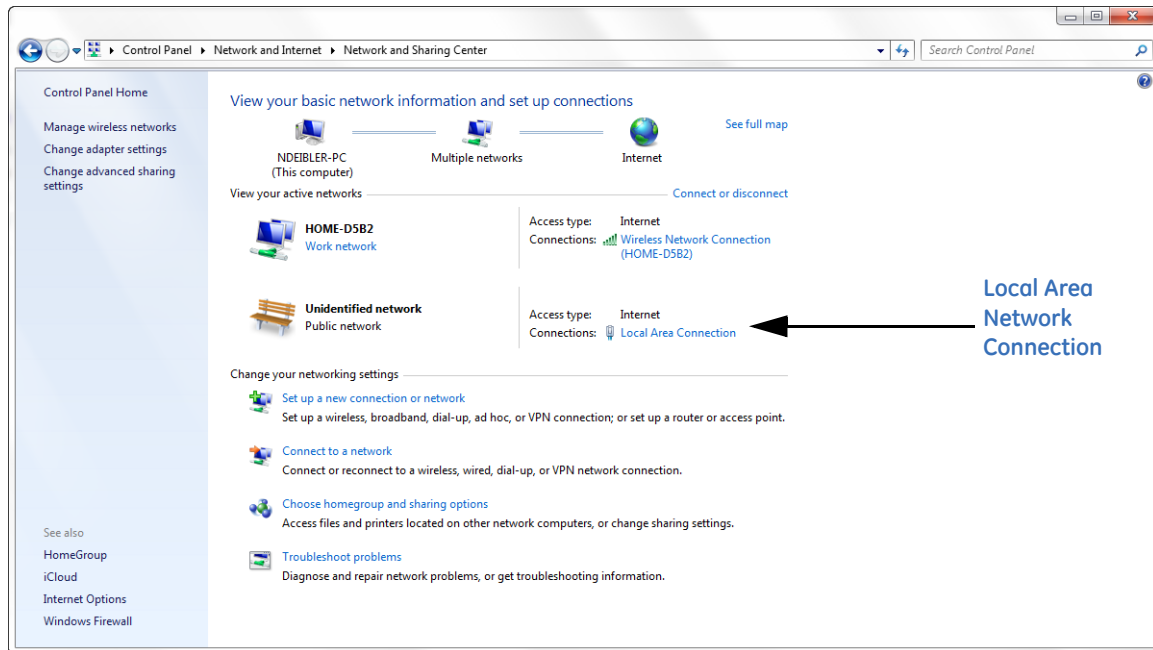 Control Panel Network and Internet Network and Sharing Center
Search Control Panel
Control Panel Home
Manage wireless networks
Change adapter settings
Change advanced sharing
settings
See also
HomeGroup
iCloud
Internet Options
Windows Firewall
View your basic network information and set up connections
See full map
NDEIBLER-PC
(This computer)
Multiple networks
Internet
View your active networks
Connect or disconnect
HOME-D5B2
Work network
Access type: Internet
Connections: Wireless Network Connection
(HOME-D5B2)
Unidentified network
Public network
Access type: Internet
Connections: Local Area Connection
Local Area
Network
Connection
Change your networking settings
Set up a new connection or network
Set up a wireless, broadband, dial-up, ad hoc, or VPN connection; or set up a router or access point.
Connect to a network
Connect or reconnect to a wireless, wired, dial-up, or VPN network connection.
Choose homegroup and sharing options
Access files and printers located on other network computers, or change sharing settings.
Troubleshoot problems
Diagnose and repair network problems, or get troubleshooting information.